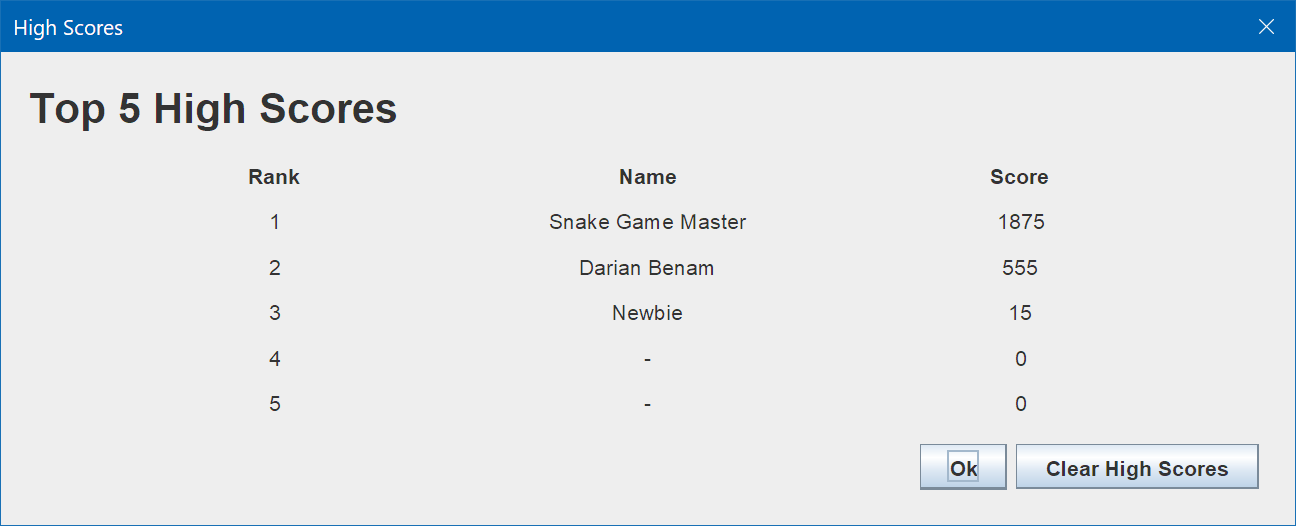 High Scores
Top 5 High Scores
Rank Name Score
1 Snake Game Master 1875
2 Darian Benam 555
3 Newbie 15
4 - 0
5 - 0
Ok Clear High Scores